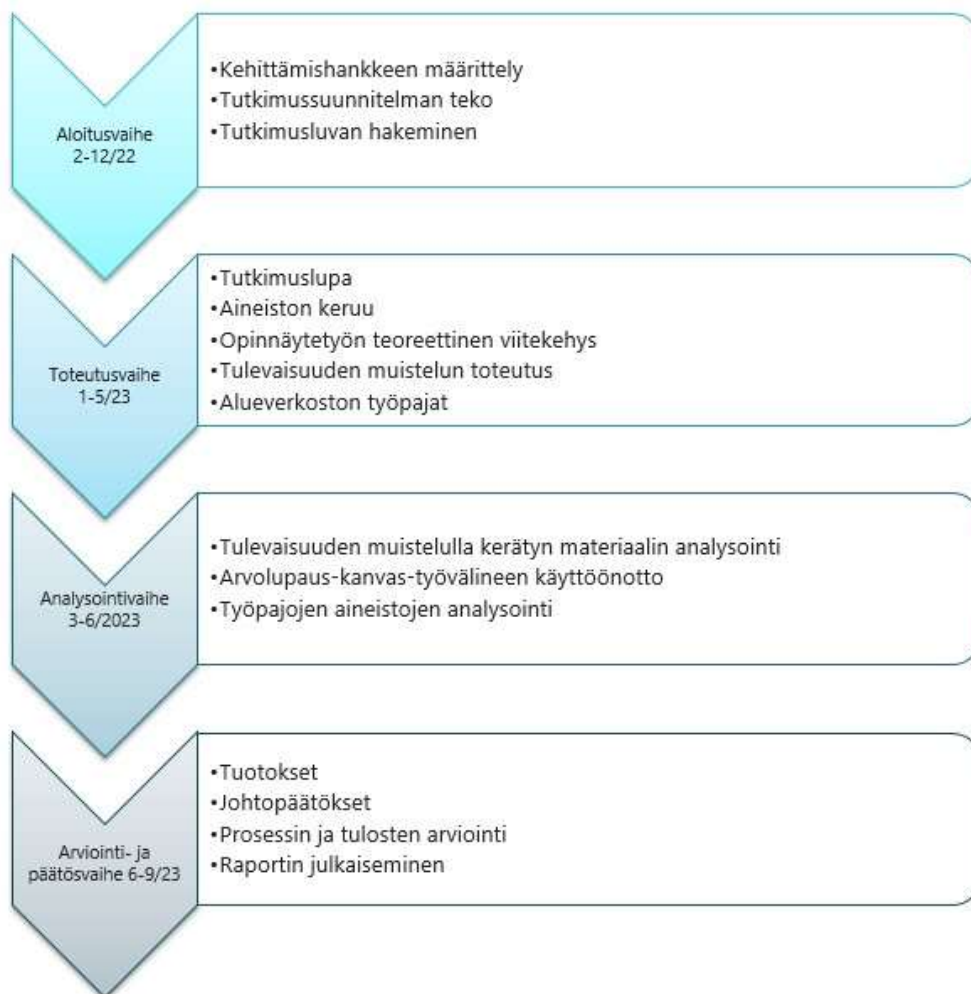 Aloitusvaihe
2-12/22
•Kehittämishankkeen määrittely
•Tutkimussuunnitelman teko
•Tutkimusluvan hakeminen
Toteutusvaihe
1-5/23
•Tutkimuslupa
•Aineiston keruu
•Opinnäytetyön teoreettinen viitekehys
•Tulevaisuuden muistelun toteutus
•Alueverkoston työpajat
Analysointivaihe
3-6/2023
•Tulevaisuuden muistelulla kerätyn materiaalin analysointi
•Arvolupaus-kanvas-työvälineen käyttöönotto
•Työpajojen aineistojen analysointi
Arviointi- ja
päätösvaihe 6-9/23
•Tuotokset
•Johtopäätökset
•Prosessin ja tulosten arviointi
•Raportin julkaiseminen